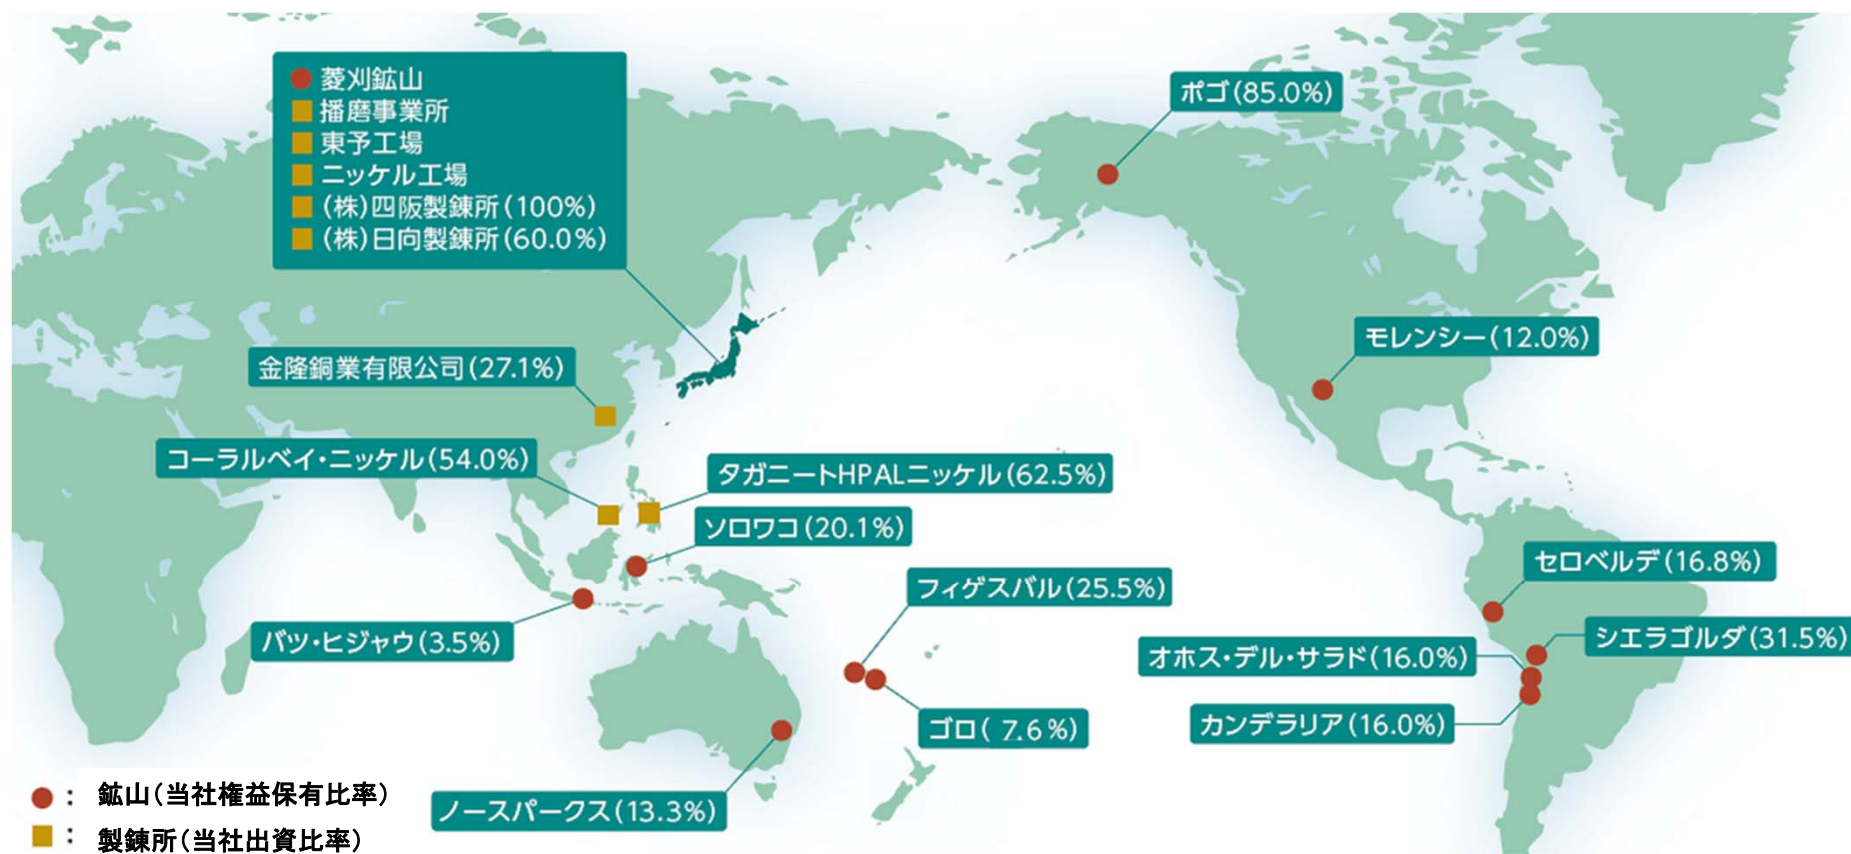 菱刈鉱山
播磨事業所
東予工場
ニッケル工場
(株)四阪製錬所(100%)
(株)日向製錬所(60.0%)
ポゴ(85.0%)
モレンシー(12.0%)
金隆銅業有限公司(27.1%)
コーラルベイ・ニッケル(54.0%)
タガニートHPALニッケル(62.5%)
ソロワコ(20.1%)
セロベルデ(16.8%)
フィゲスバル(25.5%)
バツ・ヒジャウ(3.5%)
シエラゴルダ(31.5%)
オホス・デル・サラド(16.0%)
ゴロ( 7.6%)
カンデラリア(16.0%)
ノースパークス(13.3%)
: 鉱山(当社権益保有比率)
: 製錬所(当社出資比率)